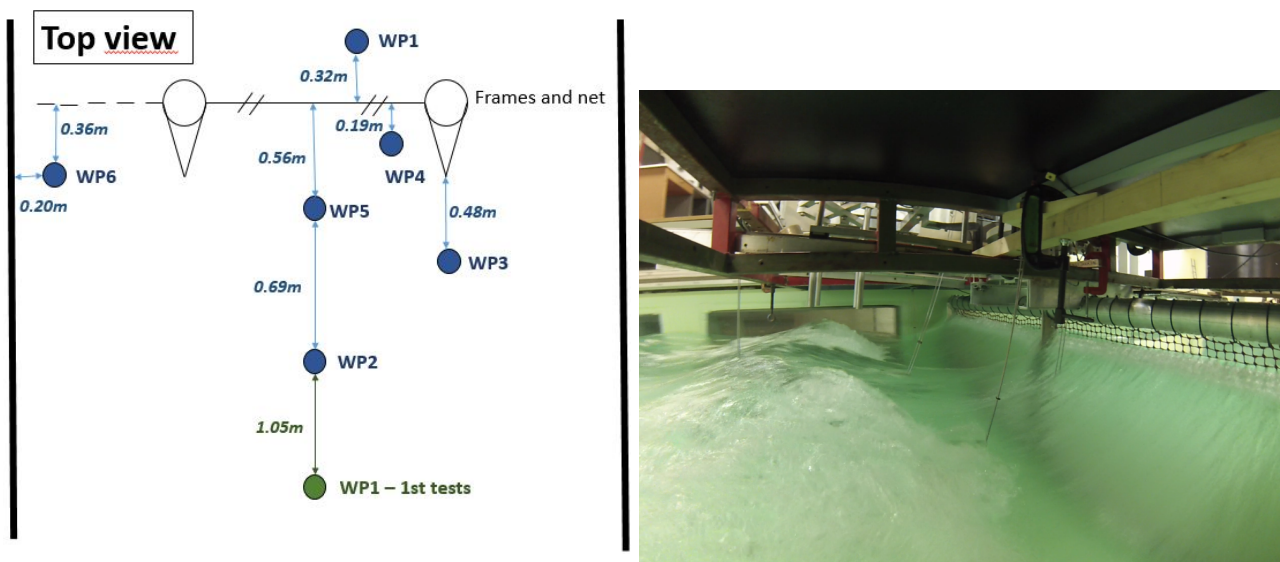 Top view
WP1
0.32m
Frames and net
0.36m
0.19m
0.56m
WP4
WP6
0.20m
WP5
0.48m
WP3
0.69m
WP2
1.05m
WP1 – 1st tests